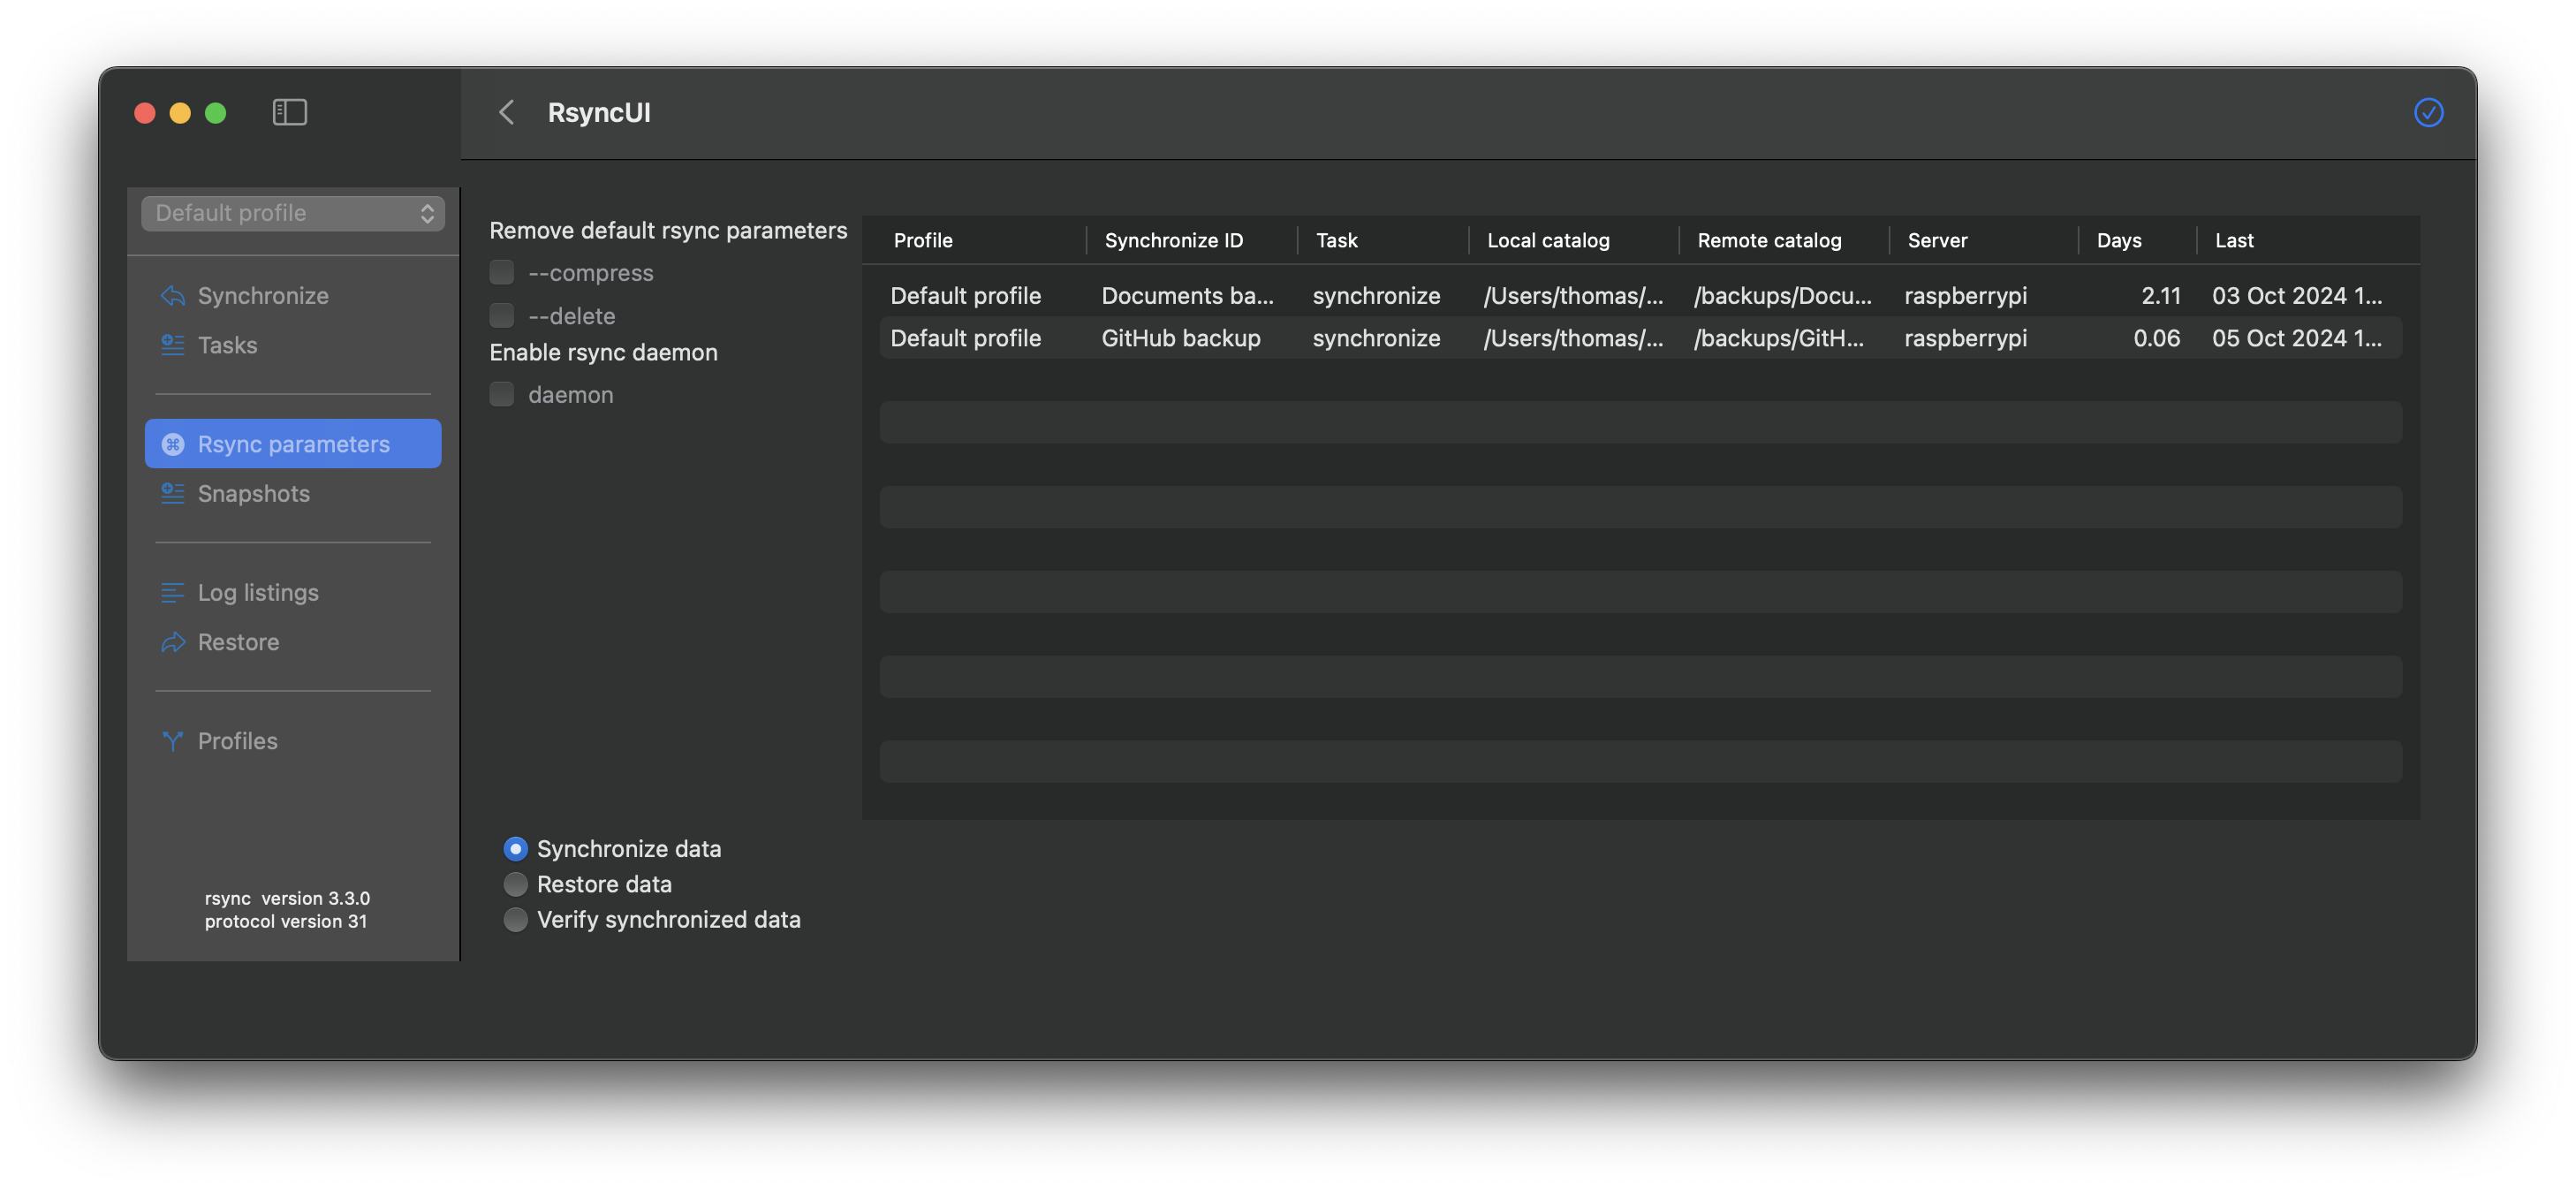 RsyncUI
Default profile
Synchronize
Tasks
Rsync parameters
Snapshots
Log listings
Restore
Profiles
rsync  version 3.3.0
protocol version 31
Remove default rsync parameters
--compress
--delete
Enable rsync daemon
daemon
Profile Synchronize ID Task Local catalog Remote catalog Server Days Last
Default profile Documents ba... synchronize /Users/thomas/... /backups/Docu... raspberrypi 2.11 03 Oct 2024 1...
Default profile GitHub backup synchronize /Users/thomas/... /backups/GitH... raspberrypi 0.06 05 Oct 2024 1...
Synchronize data
Restore data
Verify synchronized data